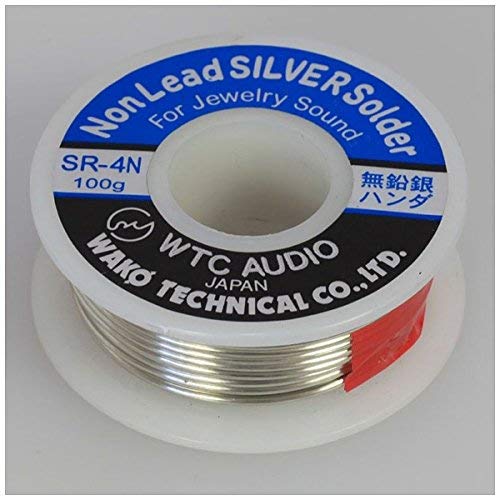 Non Lead SILVER Solder
For Jewelry Sound
SR-4N
100g
無鉛銀
ハンダ
WTC AUDIO
JAPAN
WAKO TECHNICAL CO.,LTD.